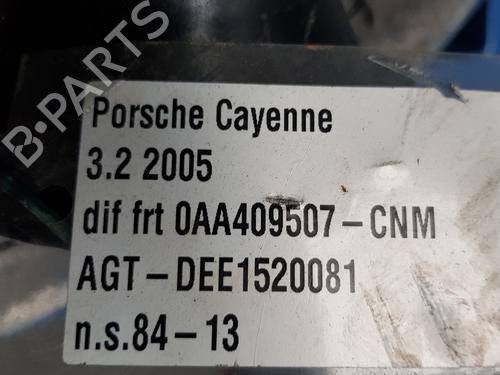 B-PARTS
Porsche Cayenne
3.2 2005
dif frt 0AA409507-CNM
AGT-DEE1520081
n.s.84-13